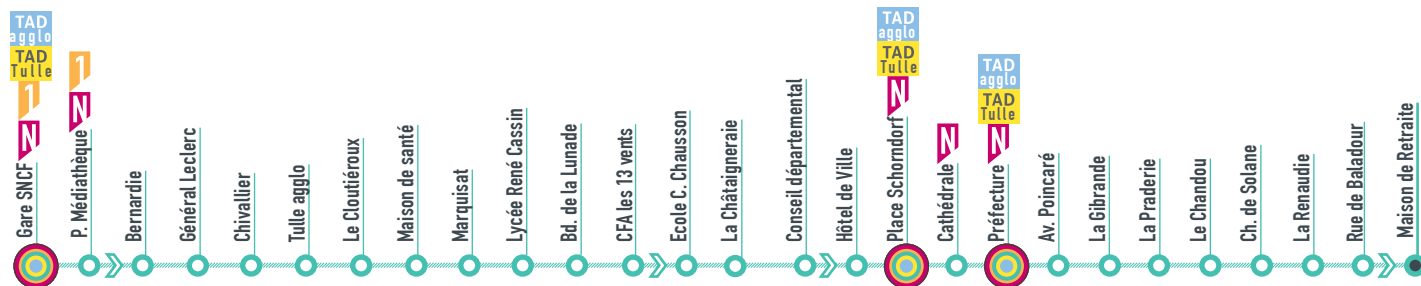 TAD
agglo
TAD
Tulle
1
N
Gare SNCF
1
N
P. Médiathèque
Bernardie
Général Leclerc
Chivallier
Tulle agglo
Le Cloutiéroux
Maison de santé
Marquisat
Lycée René Cassin
Bd. de la Lunade
CFA les 13 vents
Ecole C. Chausson
La Châtaigneraie
Conseil départemental
Hôtel de Ville
TAD
agglo
TAD
Tulle
N
Place Schorndorf
N
Cathédrale
TAD
agglo
TAD
Tulle
N
Préfecture
Av. Poincaré
La Gibrande
La Praderie
Le Chandou
Ch. de Solane
La Renaudie
Rue de Baladour
Maison de Retraite